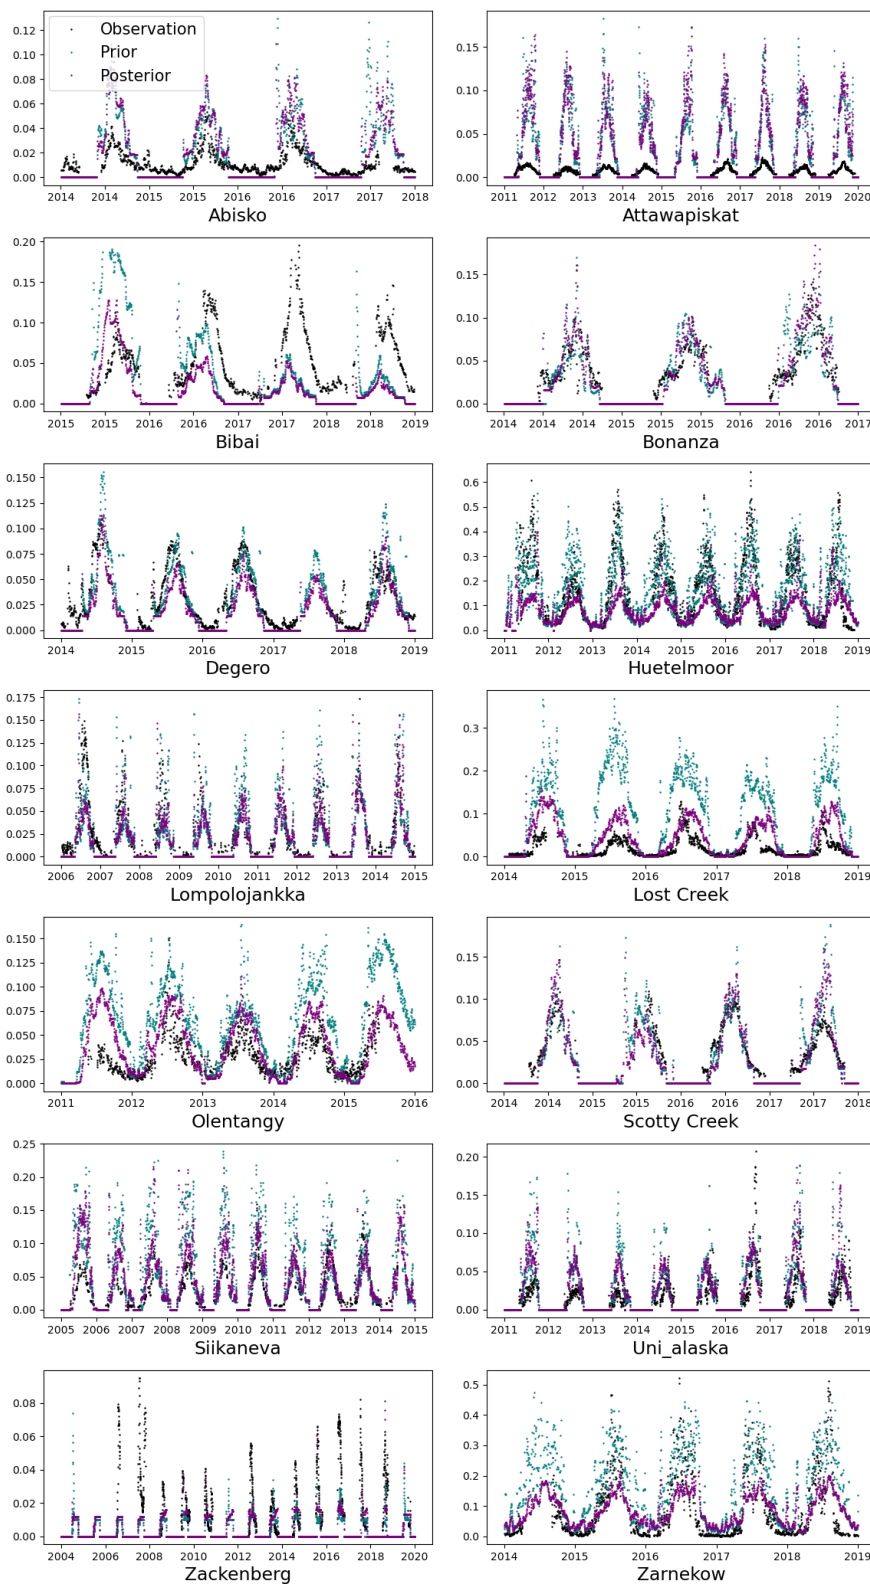 0.12
0.10
0.08
0.06
0.04
0.02
0.00
Observation
Prior
Posterior
2014 2014 2015 2015 2016 2016 2017 2017 2018
Abisko
0.15
0.10
0.05
0.00
2011 2012 2013 2014 2015 2016 2017 2018 2019 2020
Attawapiskat
0.20
0.15
0.10
0.05
0.00
2015 2015 2016 2016 2017 2017 2018 2018 2019
Bibai
0.15
0.10
0.05
0.00
2014 2014 2014 2015 2015 2016 2016 2016 2017
Bonanza
0.150
0.125
0.100
0.075
0.050
0.025
0.000
2014 2015 2016 2016 2017 2018 2019
Degero
0.6
0.5
0.4
0.3
0.2
0.1
0.0
2011 2012 2013 2014 2015 2016 2017 2018 2019
Huetelmoor
0.175
0.150
0.125
0.100
0.075
0.050
0.025
0.000
2006 2007 2008 2009 2010 2011 2012 2013 2014 2015
Lompolojankka
0.3
0.2
0.1
0.0
2014 2015 2016 2017 2018 2019
Lost Creek
0.150
0.125
0.100
0.075
0.050
0.025
0.000
2011 2012 2013 2014 2015 2016
Olentangy
0.15
0.10
0.05
0.00
2014 2014 2015 2015 2016 2016 2017 2017 2018
Scotty Creek
0.25
0.20
0.15
0.10
0.05
0.00
2005 2006 2007 2008 2009 2010 2011 2012 2013 2014 2015
Siikaneva
0.20
0.15
0.10
0.05
0.00
2011 2012 2013 2014 2015 2016 2017 2018 2019
Uni_alaska
0.08
0.06
0.04
0.02
0.00
2004 2006 2008 2010 2012 2014 2016 2018 2020
Zackenberg
0.5
0.4
0.3
0.2
0.1
0.0
2014 2015 2016 2017 2018 2019
Zarnekow